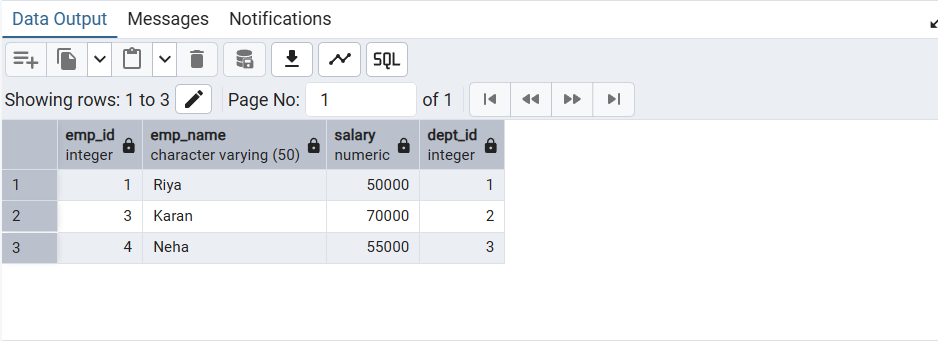 Data Output Messages Notifications
SQL
Showing rows: 1 to 3 Page No: 1 of 1
emp_id emp_name salary dept_id
integer character varying (50) numeric integer
1 1 Riya 50000 1
2 3 Karan 70000 2
3 4 Neha 55000 3